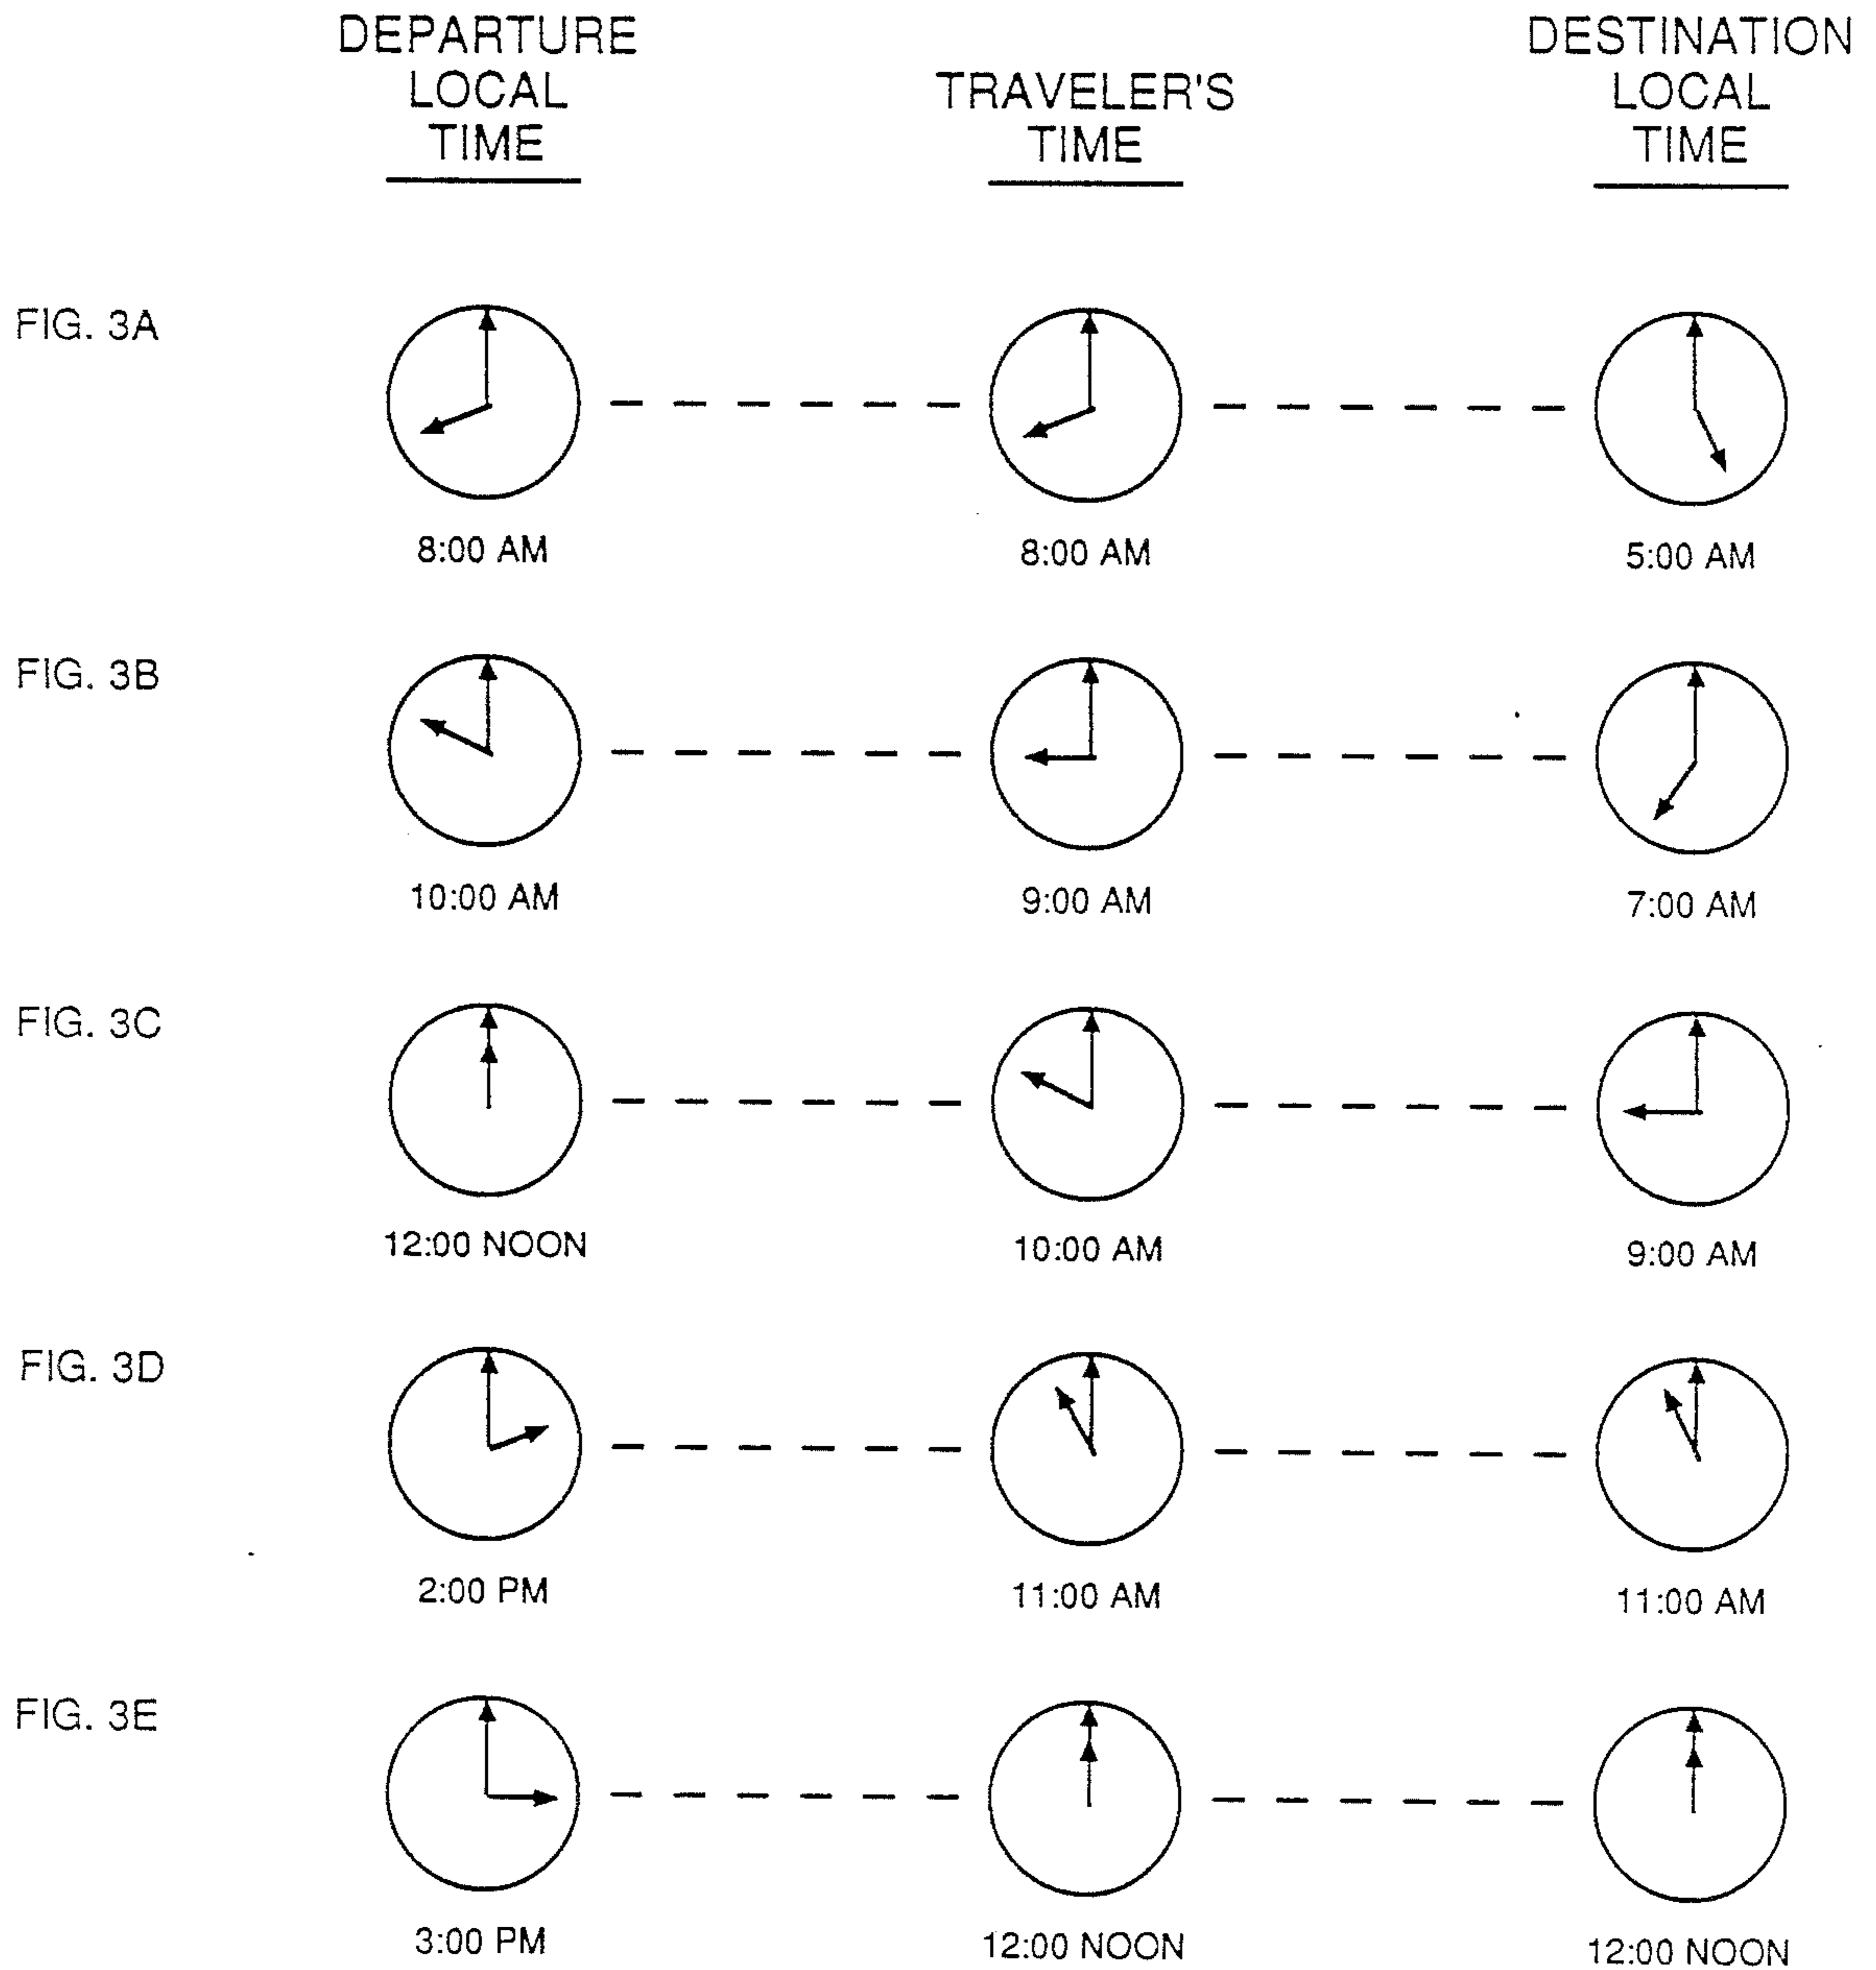 DEPARTURE
LOCAL
TIME
TRAVELER'S
TIME
DESTINATION
LOCAL
TIME
FIG. 3A
8:00 AM
8:00 AM
5:00 AM
FIG. 3B
10:00 AM
9:00 AM
7:00 AM
FIG. 3C
12:00 NOON
10:00 AM
9:00 AM
FIG. 3D
2:00 PM
11:00 AM
11:00 AM
FIG. 3E
3:00 PM
12:00 NOON
12:00 NOON